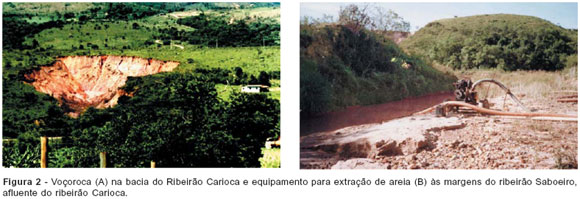 Figura 2 - Voçoroca (A) na bacia do Ribeirão Carioca e equipamento para extração de areia (B) às margens do ribeirão Saboeiro,
afluente do ribeirão Carioca.